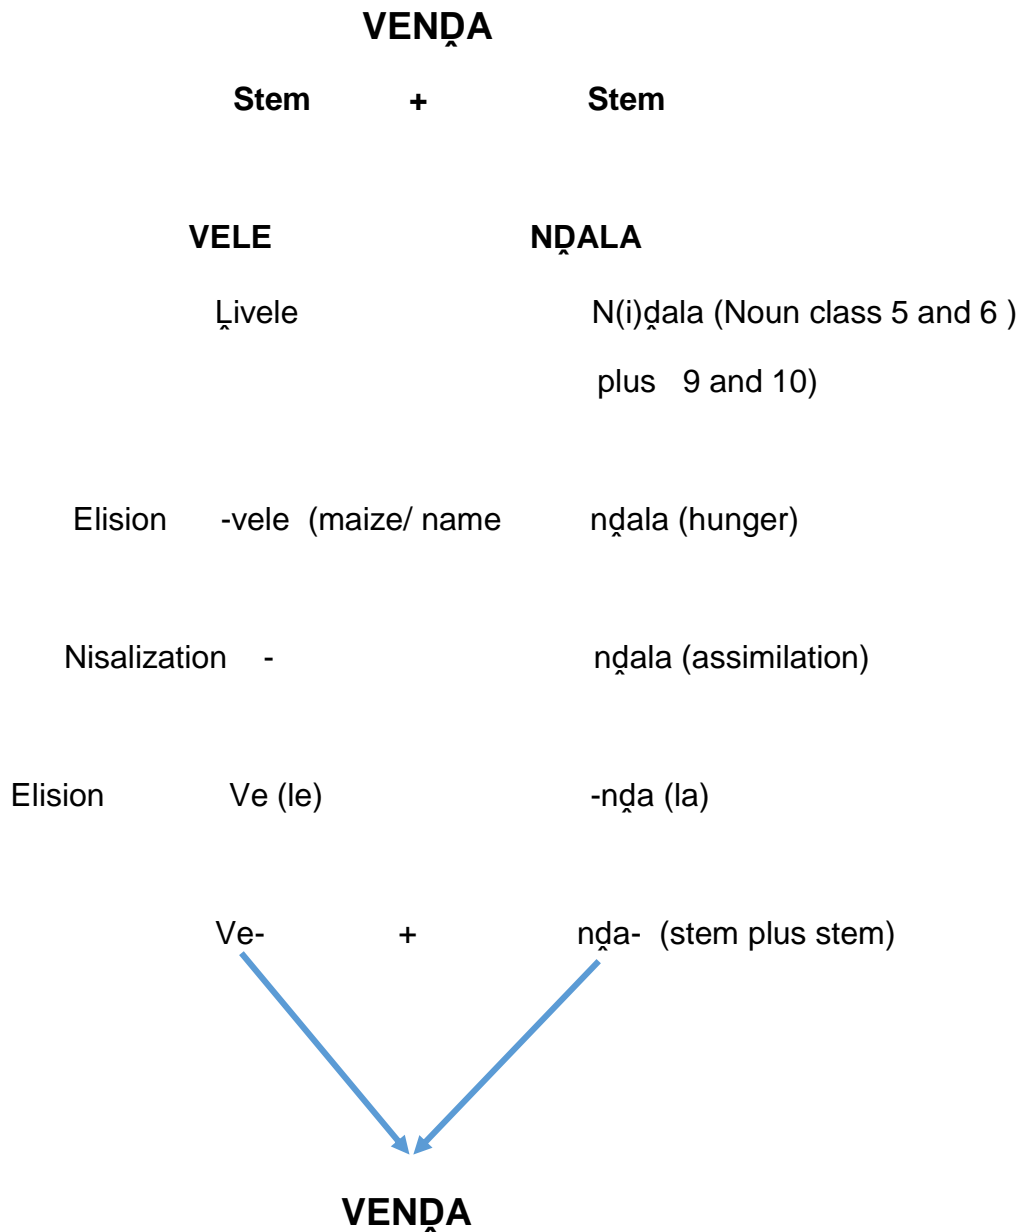 VENḒA
Stem + Stem
VELE NḒALA
Ḽivele N(i)ḓala (Noun class 5 and 6 )
plus 9 and 10)
Elision -vele (maize/ name nḓala (hunger)
Nisalization - nḓala (assimilation)
Elision Ve (le) -nḓa (la)
Ve- + nḓa- (stem plus stem)
VENḒA